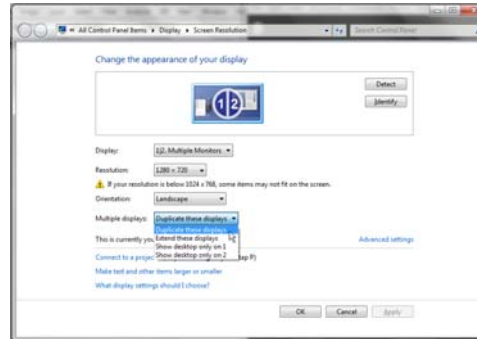 All Control Panel Items ▸ Display ▸ Screen Resolution
Search Control Panel
Change the appearance of your display
1|2
Detect
Identify
Display: 1|2. Multiple Monitors
Resolution: 1280 × 720
If your resolution is below 1024 x 768, some items may not fit on the screen.
Orientation: Landscape
Multiple displays: Duplicate these displays
Duplicate these displays
This is currently you
Extend these displays
Advanced settings
Show desktop only on 1
Connect to a projec
Show desktop only on 2
tap P)
Make text and other items larger or smaller
What display settings should I choose?
OK
Cancel
Apply